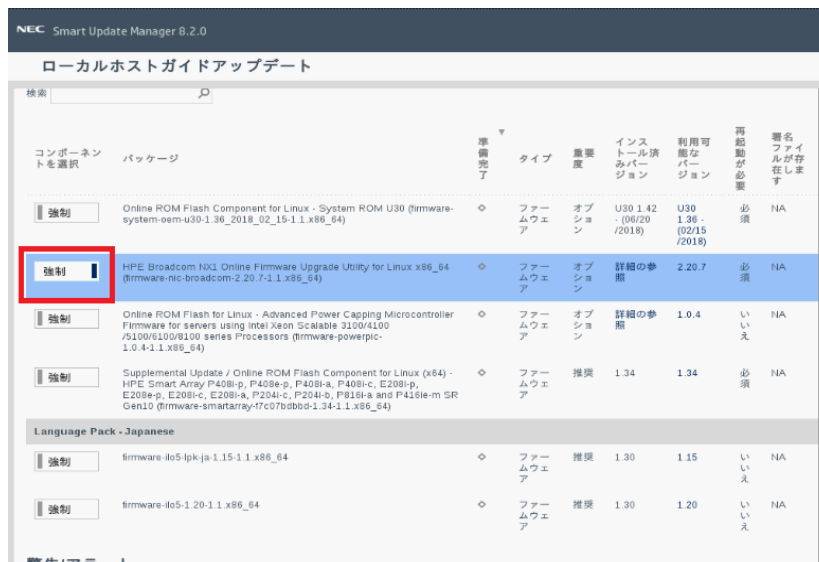 NEC Smart Update Manager 8.2.0
ローカルホストガイドアップデート
検索
コンポーネン
トを選択
パッケージ
準
備
完
了
▼
タイプ
重要
度
インス
トール済
みバー
ジョン
利用可
能な
バー
ジョン
再
起
動
が
必
要
署名
ファイ
ルが存
在しま
す
強制
Online ROM Flash Component for Linux - System ROM U30 (firmware-
system-oem-u30-1.36_2018_02_15-1.1.x86_64)
ファー
ムウェ
ア
オプ
ショ
ン
U30 1.42
- (06/20
/2018)
U30
1.36 -
(02/15
/2018)
必
須
NA
強制
HPE Broadcom NX1 Online Firmware Upgrade Utility for Linux x86_64
(firmware-nic-broadcom-2.20.7-1.1.x86_64)
ファー
ムウェ
ア
オプ
ショ
ン
詳細の参
照
2.20.7
必
須
NA
強制
Online ROM Flash for Linux - Advanced Power Capping Microcontroller
Firmware for servers using Intel Xeon Scalable 3100/4100
/5100/6100/8100 series Processors (firmware-powerpic-
1.0.4-1.1.x86_64)
ファー
ムウェ
ア
オプ
ショ
ン
詳細の参
照
1.0.4
い
い
え
NA
強制
Supplemental Update / Online ROM Flash Component for Linux (x64) -
HPE Smart Array P408i-p, P408e-p, P408i-a, P408i-c, E208i-p,
E208e-p, E208i-c, E208i-a, P204i-c, P204i-b, P816i-a and P416ie-m SR
Gen10 (firmware-smartarray-f7c07bdbbd-1.34-1.1.x86_64)
ファー
ムウェ
ア
推奨
1.34
1.34
必
須
NA
Language Pack - Japanese
強制
firmware-ilo5-lpk-ja-1.15-1.1.x86_64
ファー
ムウェ
ア
推奨
1.30
1.15
い
い
え
NA
強制
firmware-ilo5-1.20-1.1.x86_64
ファー
ムウェ
ア
推奨
1.30
1.20
い
い
え
NA